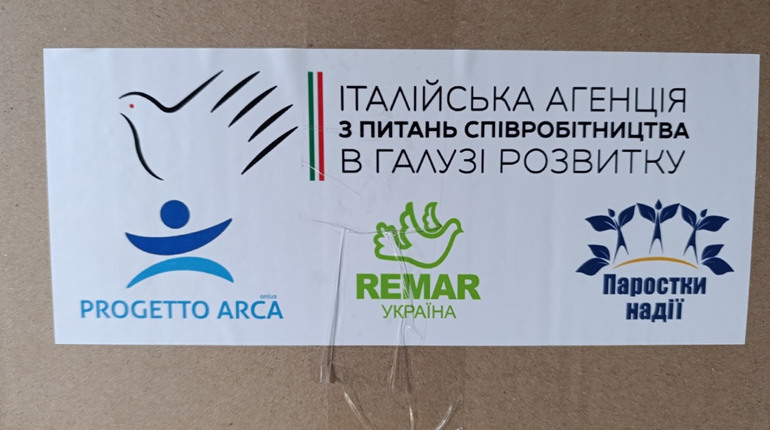 ІТАЛІЙСЬКА АГЕНЦІЯ
З ПИТАНЬ СПІВРОБІТНИЦТВА
В ГАЛУЗІ РОЗВИТКУ
onlus
PROGETTO ARCA
REMAR
УКРАЇНА
Паростки
надії